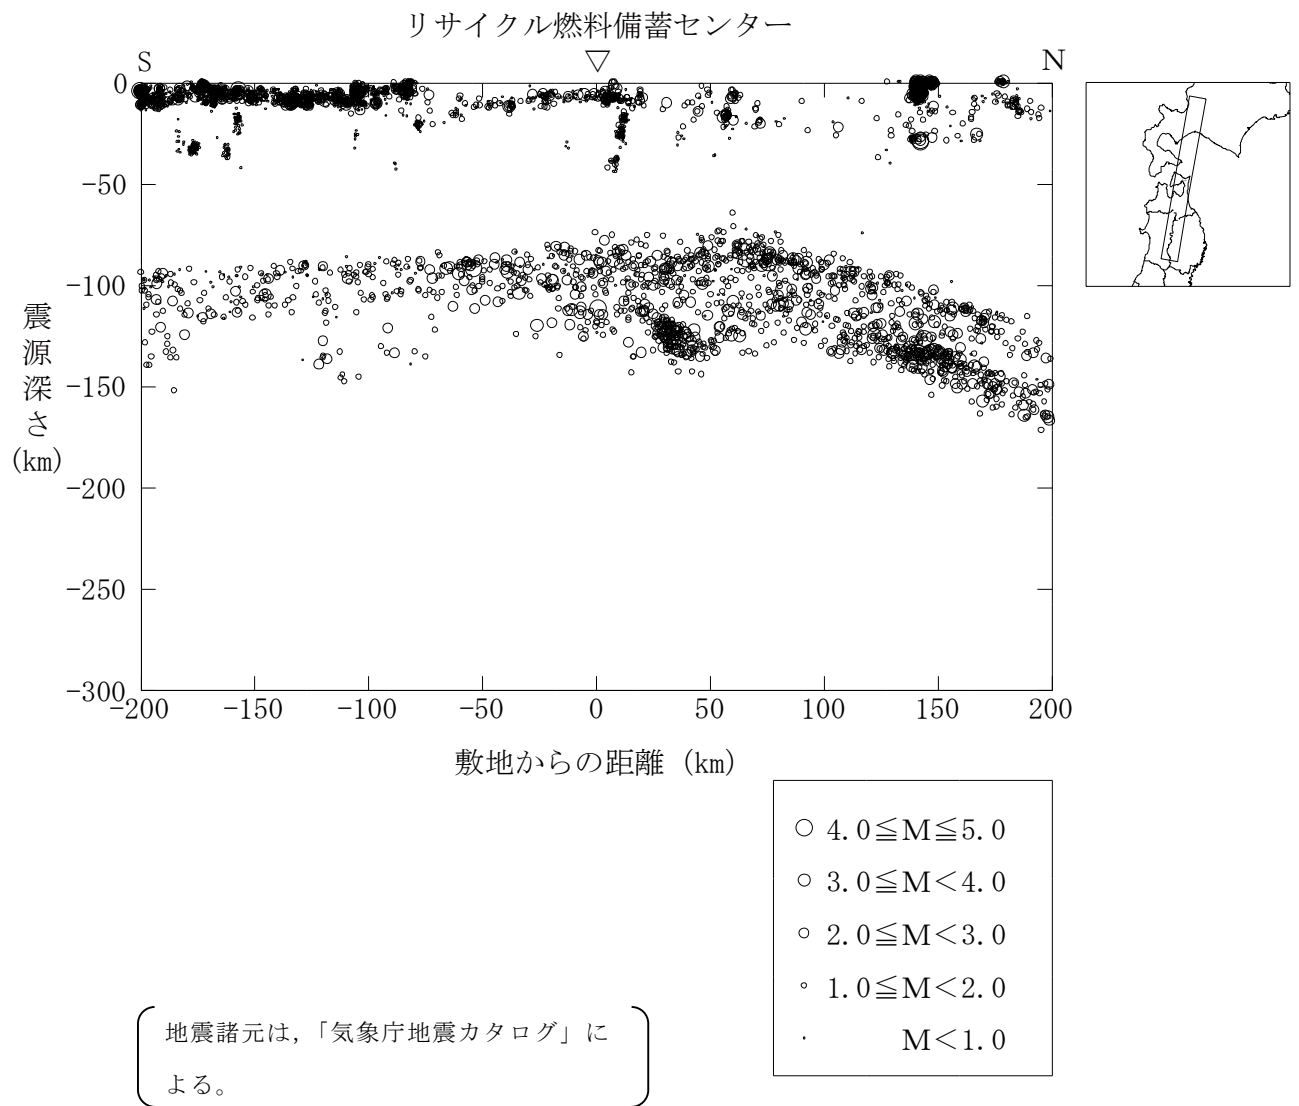 リサイクル燃料備蓄センター
▽
S
N
0
-50
-100
-150
-200
-250
-300
震源深さ
(km)
-200
-150
-100
-50
0
50
100
150
200
敷地からの距離 (km)
○ 4.0≦M≦5.0
○ 3.0≦M<4.0
○ 2.0≦M<3.0
○ 1.0≦M<2.0
· M<1.0
地震諸元は,「気象庁地震カタログ」に
よる。